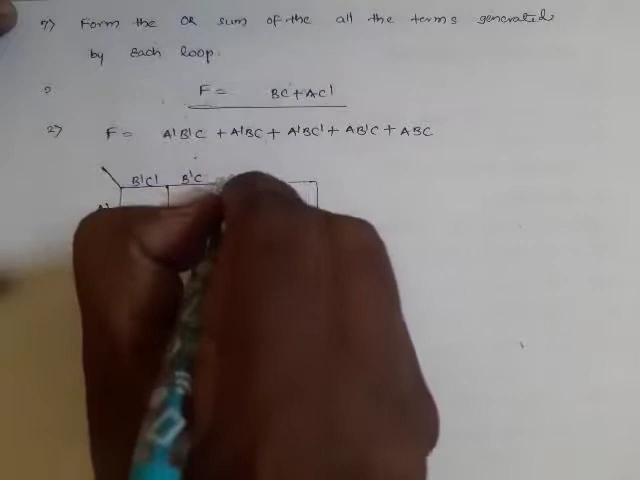 7) Form the OR sum of the all the terms generated
by each loop.
F = BC + AC'
2) F = A'B'C + A'BC + A'BC' + AB'C + ABC
B'C' B'C
A'